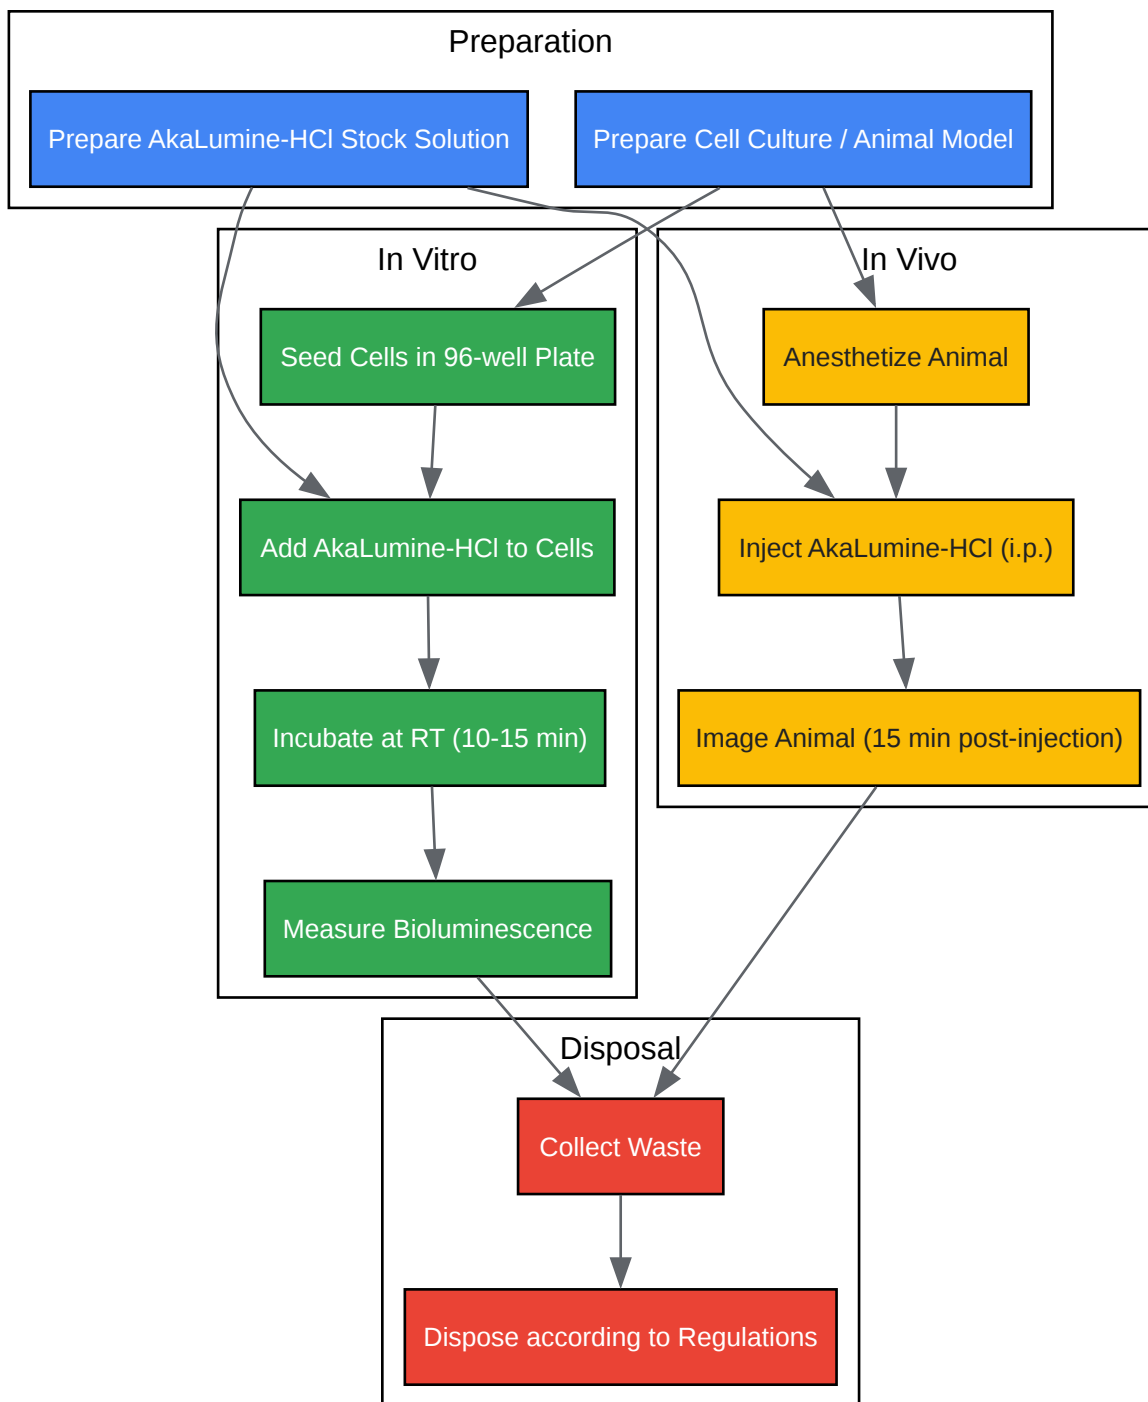 Preparation
Prepare AkaLumine-HCl Stock Solution
Prepare Cell Culture / Animal Model
In Vitro
Seed Cells in 96-well Plate
Add AkaLumine-HCl to Cells
Incubate at RT (10-15 min)
Measure Bioluminescence
In Vivo
Anesthetize Animal
Inject AkaLumine-HCl (i.p.)
Image Animal (15 min post-injection)
Disposal
Collect Waste
Dispose according to Regulations